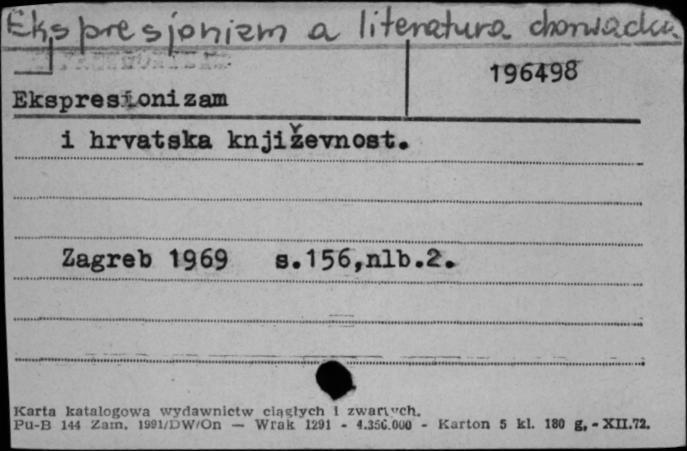 Ekspresjonizm a literatura chorwacka.
196498
Ekspresionizam
i hrvatska književnost.
Zagreb 1969 s.156,nlb.2.
Karta katalogowa wydawnictw ciągłych i zwartych.
Pu-B 144 Zam. 1991/DW/On — Wrak 1291 - 4.350.000 - Karton 5 kl. 180 g. - XII.72.